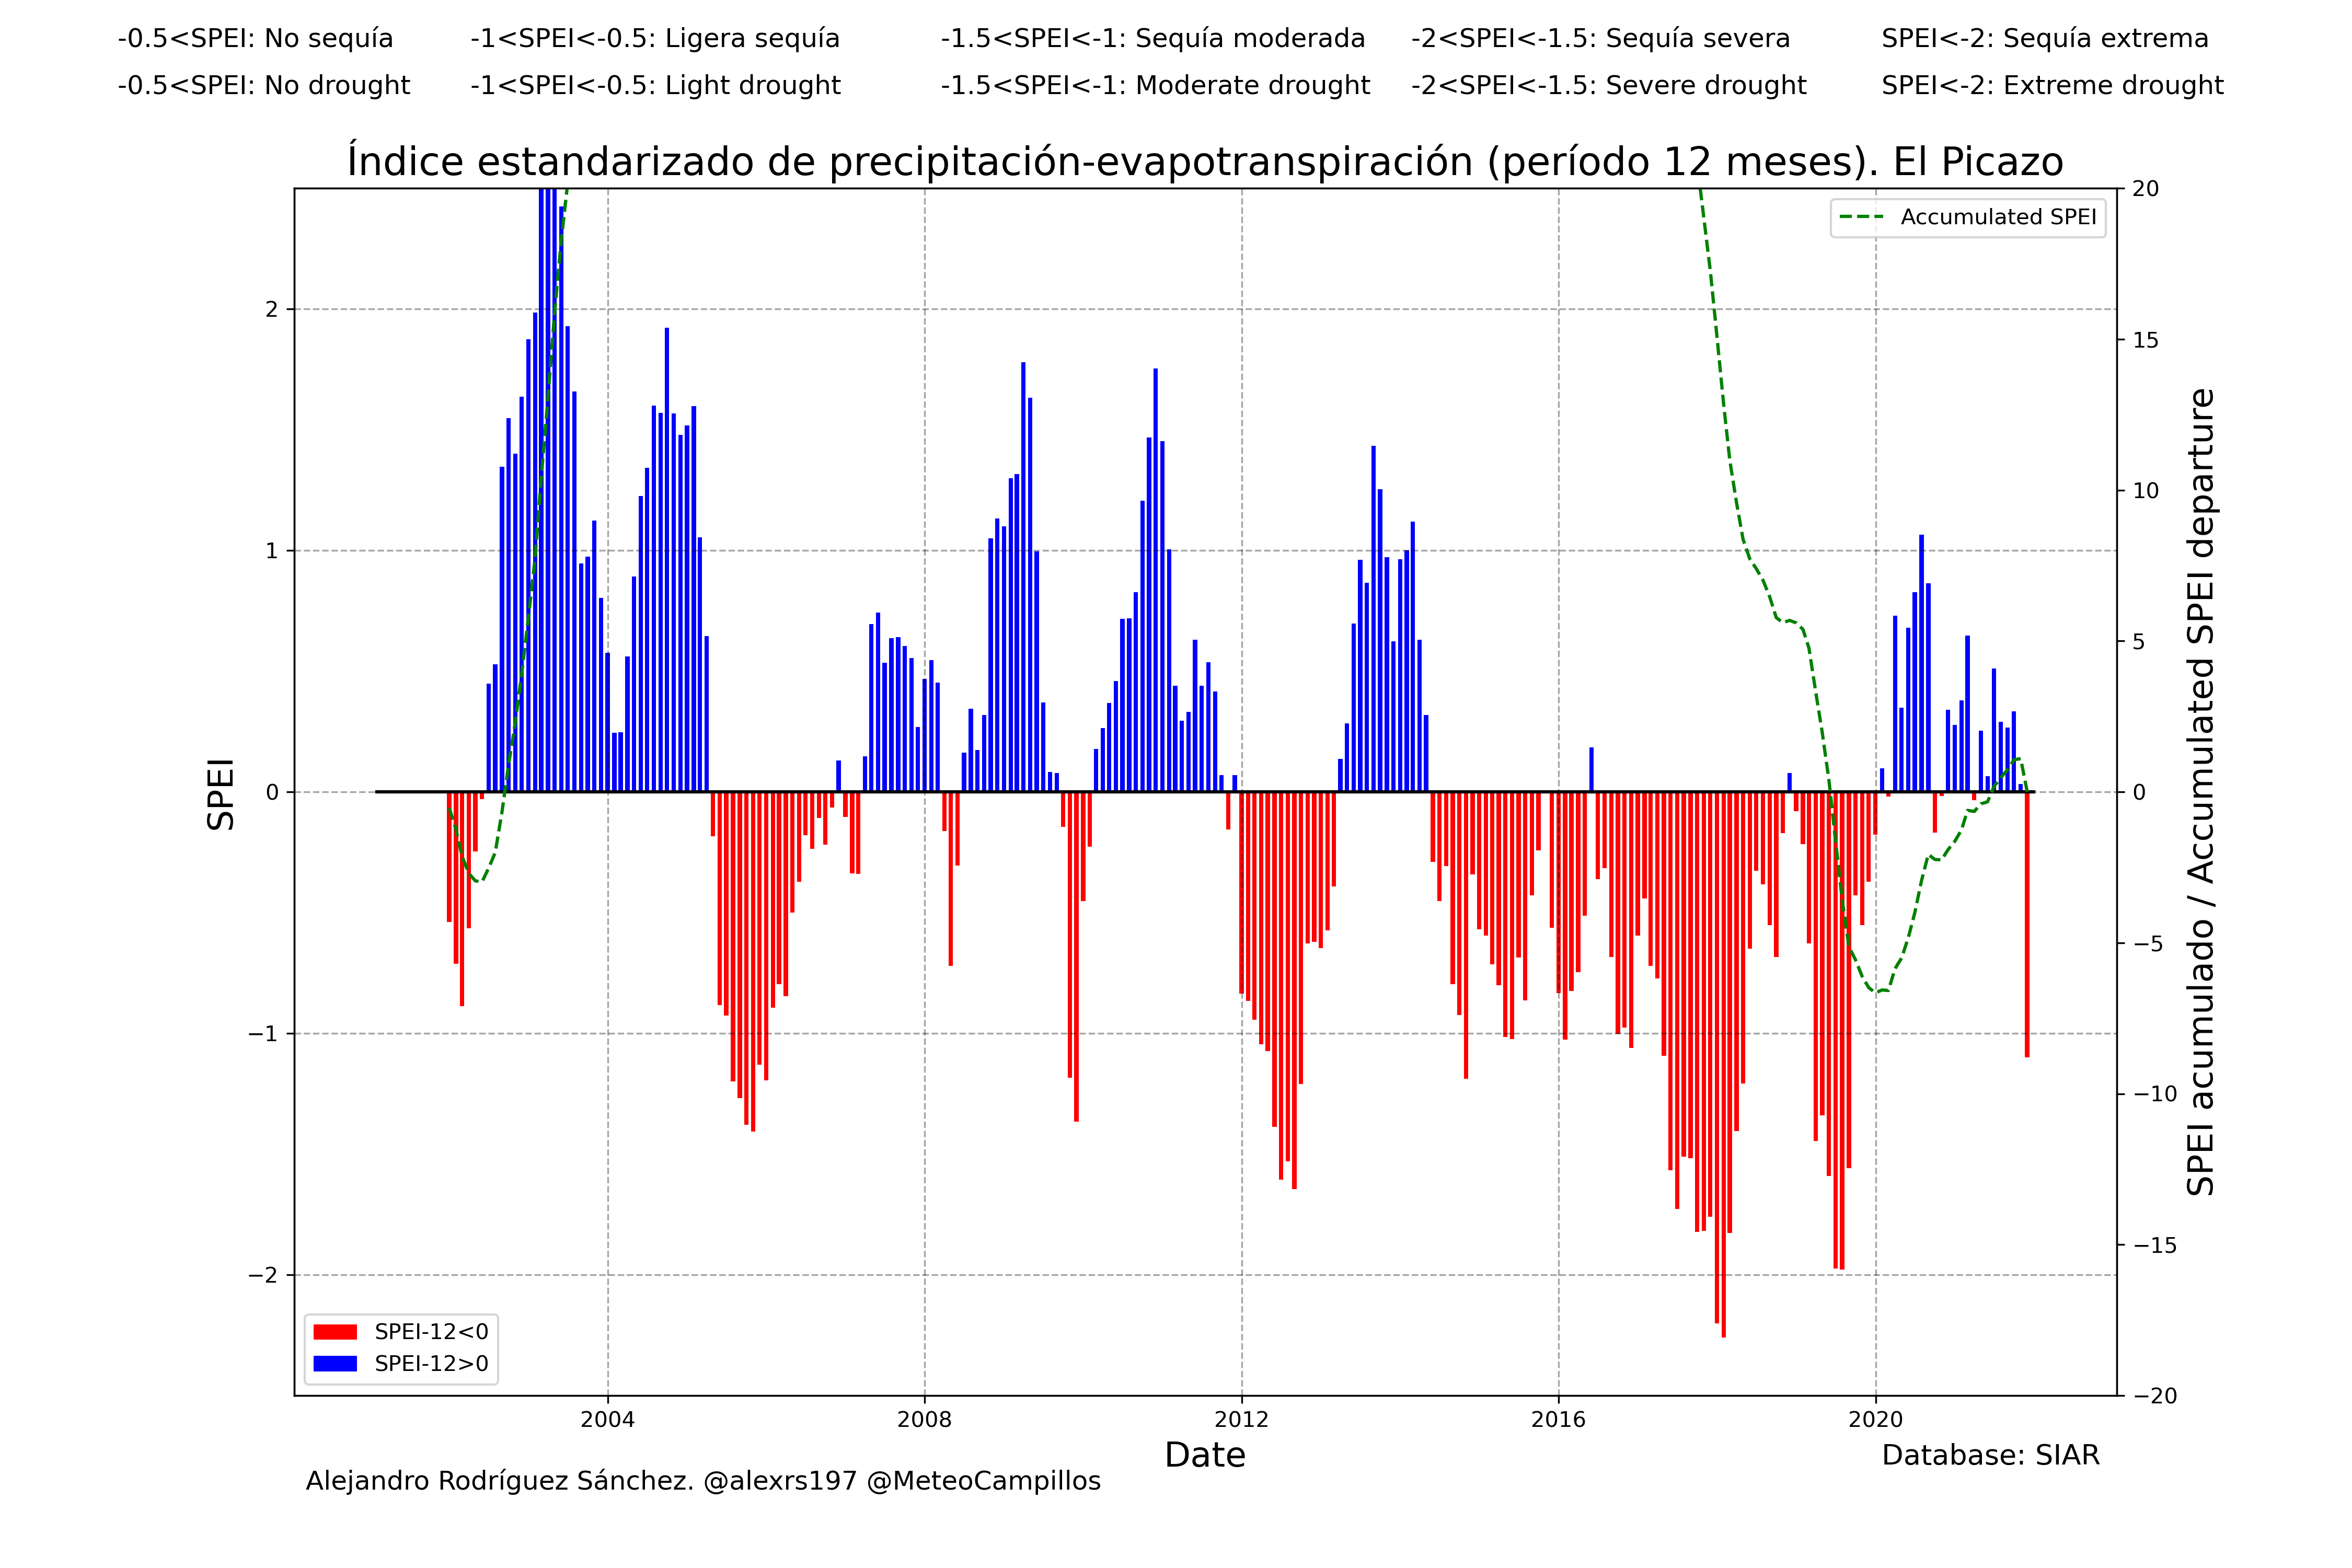 -0.5<SPEI: No sequía -1<SPEI<-0.5: Ligera sequía -1.5<SPEI<-1: Sequía moderada -2<SPEI<-1.5: Sequía severa SPEI<-2: Sequía extrema
-0.5<SPEI: No drought -1<SPEI<-0.5: Light drought -1.5<SPEI<-1: Moderate drought -2<SPEI<-1.5: Severe drought SPEI<-2: Extreme drought
Índice estandarizado de precipitación-evapotranspiración (período 12 meses). El Picazo
Accumulated SPEI
SPEI
2
1
0
−1
−2
20
15
10
5
0
−5
−10
−15
−20
SPEI acumulado / Accumulated SPEI departure
SPEI-12<0
SPEI-12>0
2004 2008 2012 2016 2020
Date
Database: SIAR
Alejandro Rodríguez Sánchez. @alexrs197 @MeteoCampillos